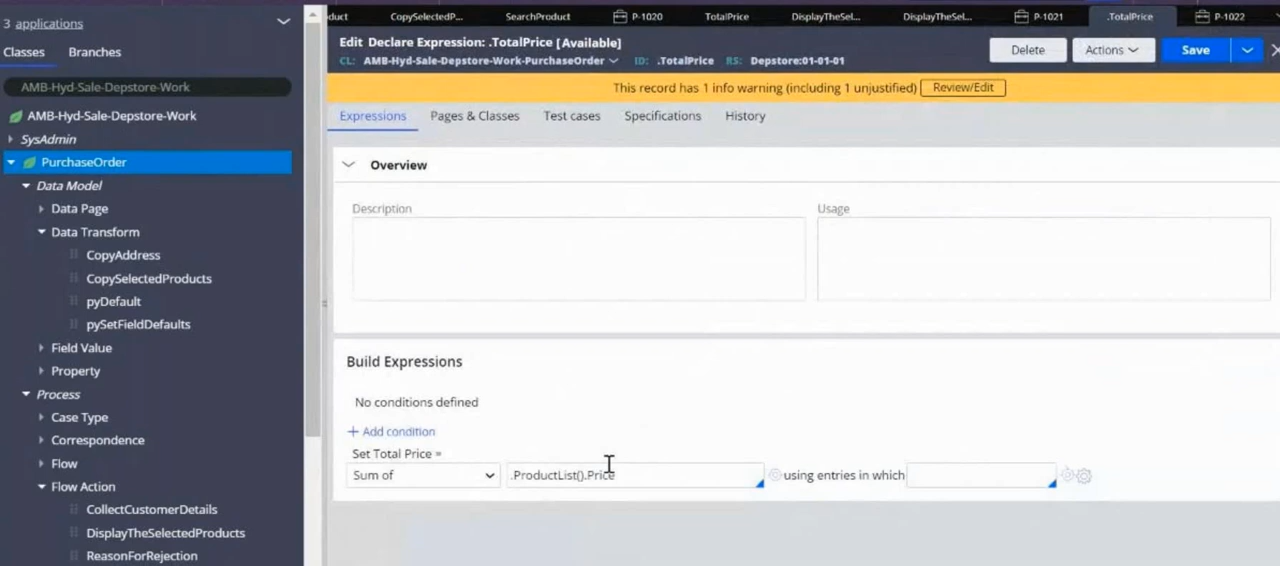 3 applications
Classes Branches
AMB-Hyd-Sale-Depstore-Work
AMB-Hyd-Sale-Depstore-Work
SysAdmin
PurchaseOrder
Data Model
Data Page
Data Transform
CopyAddress
CopySelectedProducts
pyDefault
pySetFieldDefaults
Field Value
Property
Process
Case Type
Correspondence
Flow
Flow Action
CollectCustomerDetails
DisplayTheSelectedProducts
ReasonForRejection
duct CopySelectedP... SearchProduct P-1020 TotalPrice DisplayTheSel... DisplayTheSel... P-1021 .TotalPrice P-1022
Edit Declare Expression: .TotalPrice [Available]
CL: AMB-Hyd-Sale-Depstore-Work-PurchaseOrder ID: .TotalPrice RS: Depstore:01-01-01
Delete Actions Save
This record has 1 info warning (including 1 unjustified) Review/Edit
Expressions Pages & Classes Test cases Specifications History
Overview
Description Usage
Build Expressions
No conditions defined
+ Add condition
Set Total Price =
Sum of .ProductList().Price using entries in which